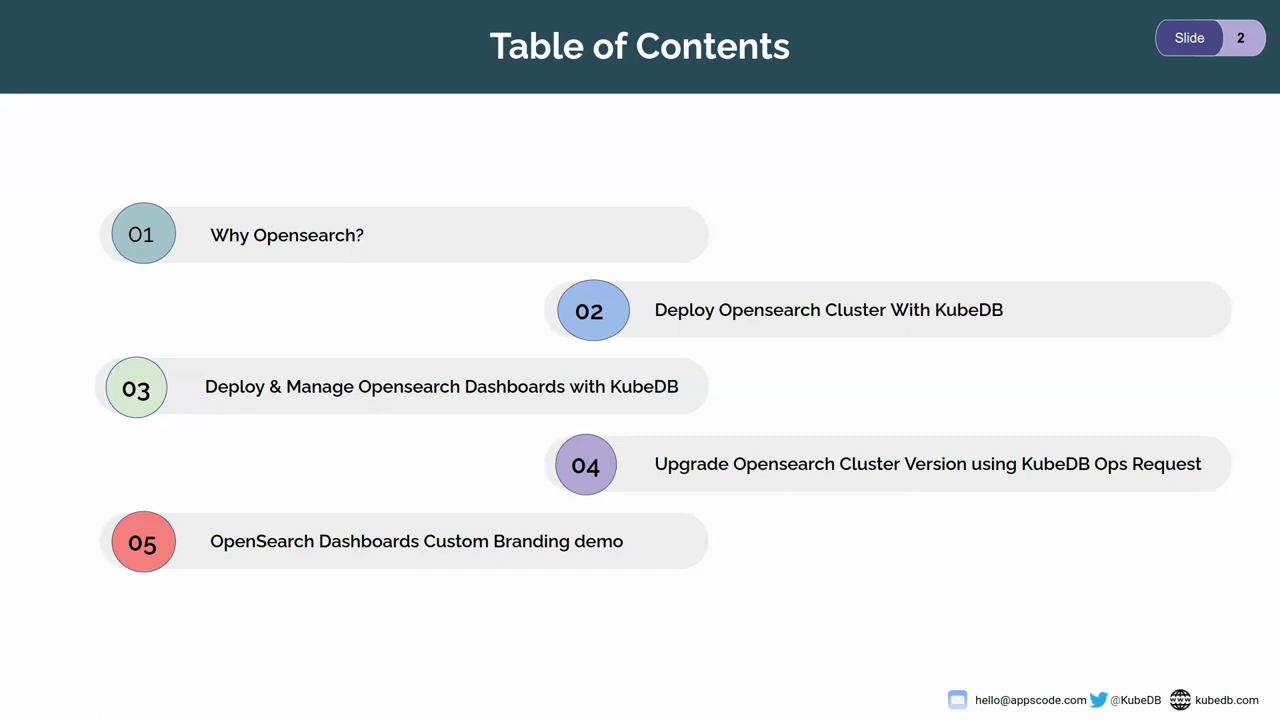 Table of Contents
Slide 2
01 Why Opensearch?
02 Deploy Opensearch Cluster With KubeDB
03 Deploy & Manage Opensearch Dashboards with KubeDB
04 Upgrade Opensearch Cluster Version using KubeDB Ops Request
05 OpenSearch Dashboards Custom Branding demo
hello@appscode.com @KubeDB kubedb.com